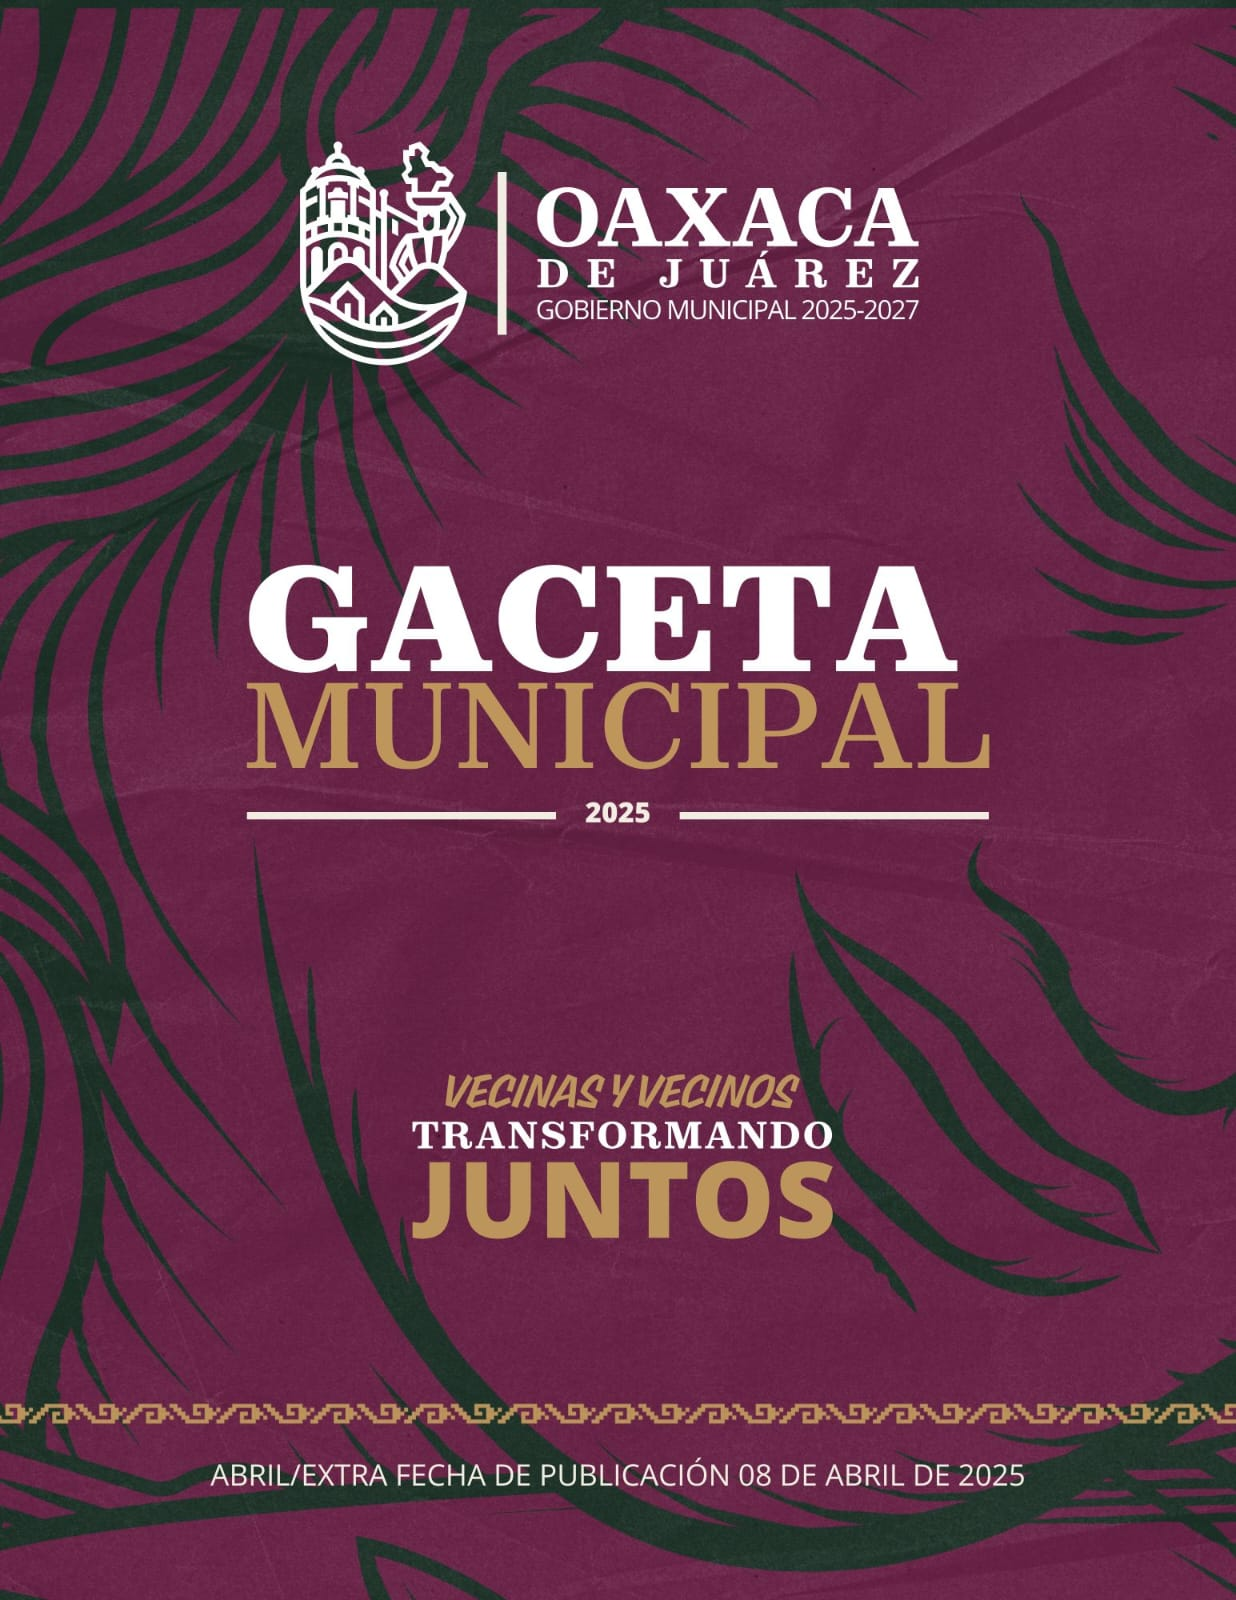 OAXACA
DE JUÁREZ
GOBIERNO MUNICIPAL 2025-2027
GACETA
MUNICIPAL
2025
VECINAS Y VECINOS
TRANSFORMANDO
JUNTOS
ABRIL/EXTRA FECHA DE PUBLICACIÓN 08 DE ABRIL DE 2025